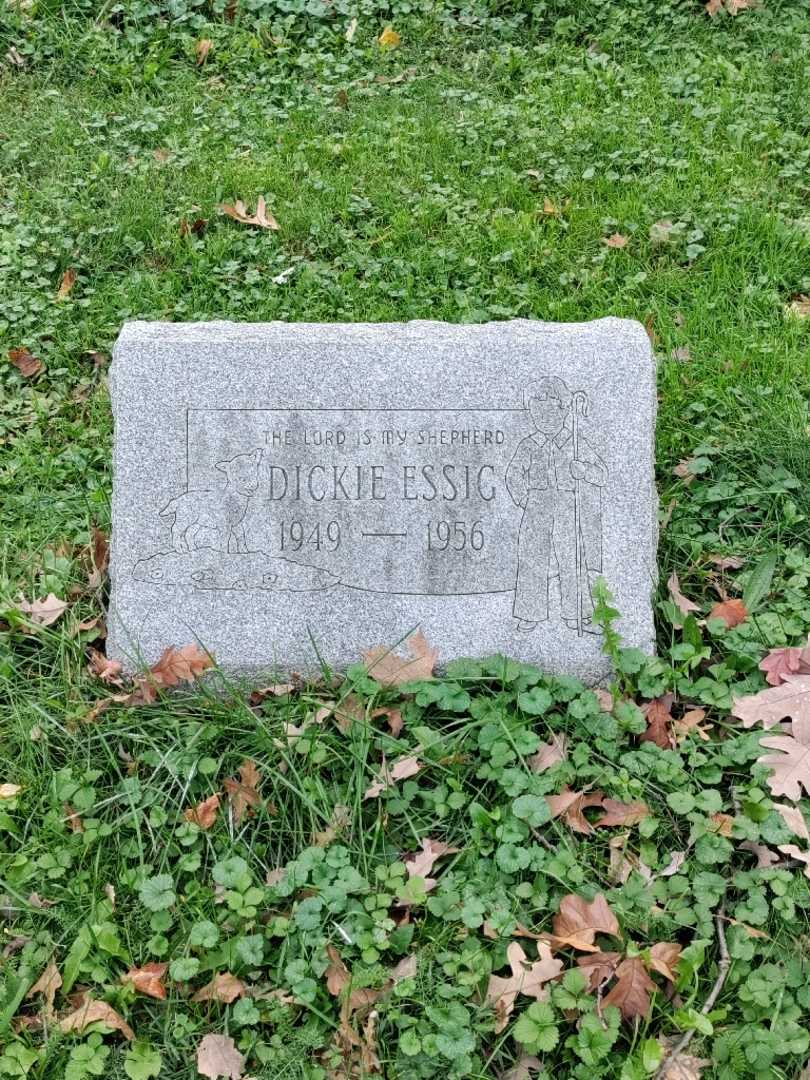 THE LORD IS MY SHEPHERD
DICKIE ESSIG
1949 — 1956